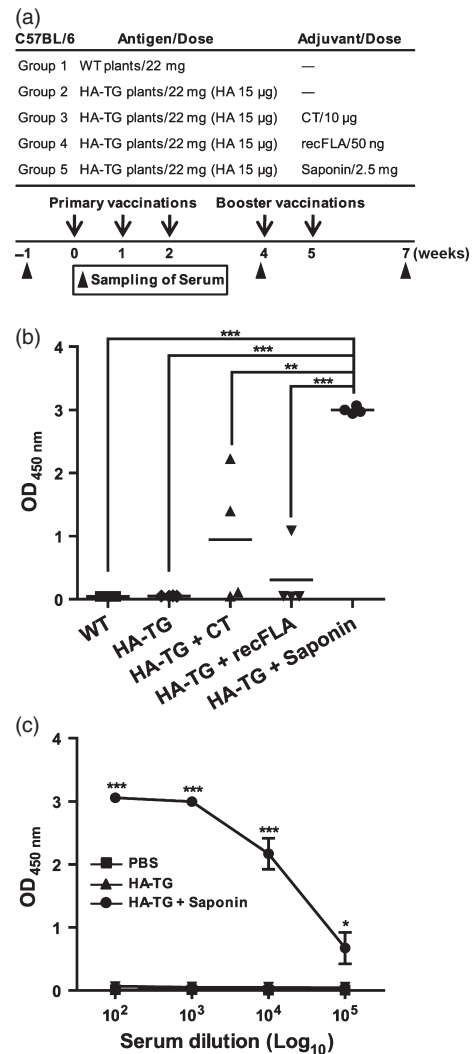 (a)
C57BL/6 Antigen/Dose Adjuvant/Dose
Group 1 WT plants/22 mg —
Group 2 HA-TG plants/22 mg (HA 15 µg) —
Group 3 HA-TG plants/22 mg (HA 15 µg) CT/10 µg
Group 4 HA-TG plants/22 mg (HA 15 µg) recFLA/50 ng
Group 5 HA-TG plants/22 mg (HA 15 µg) Saponin/2.5 mg
Primary vaccinations Booster vaccinations
–1 0 1 2 4 5 7 (weeks)
Sampling of Serum
(b)
***
***
**
***
4
3
2
1
0
OD450 nm
WT
HA-TG
HA-TG + CT
HA-TG + recFLA
HA-TG + Saponin
(c)
4
3
2
1
0
OD450 nm
*** *** *** *
PBS
HA-TG
HA-TG + Saponin
10² 10³ 10⁴ 10⁵
Serum dilution (Log₁₀)